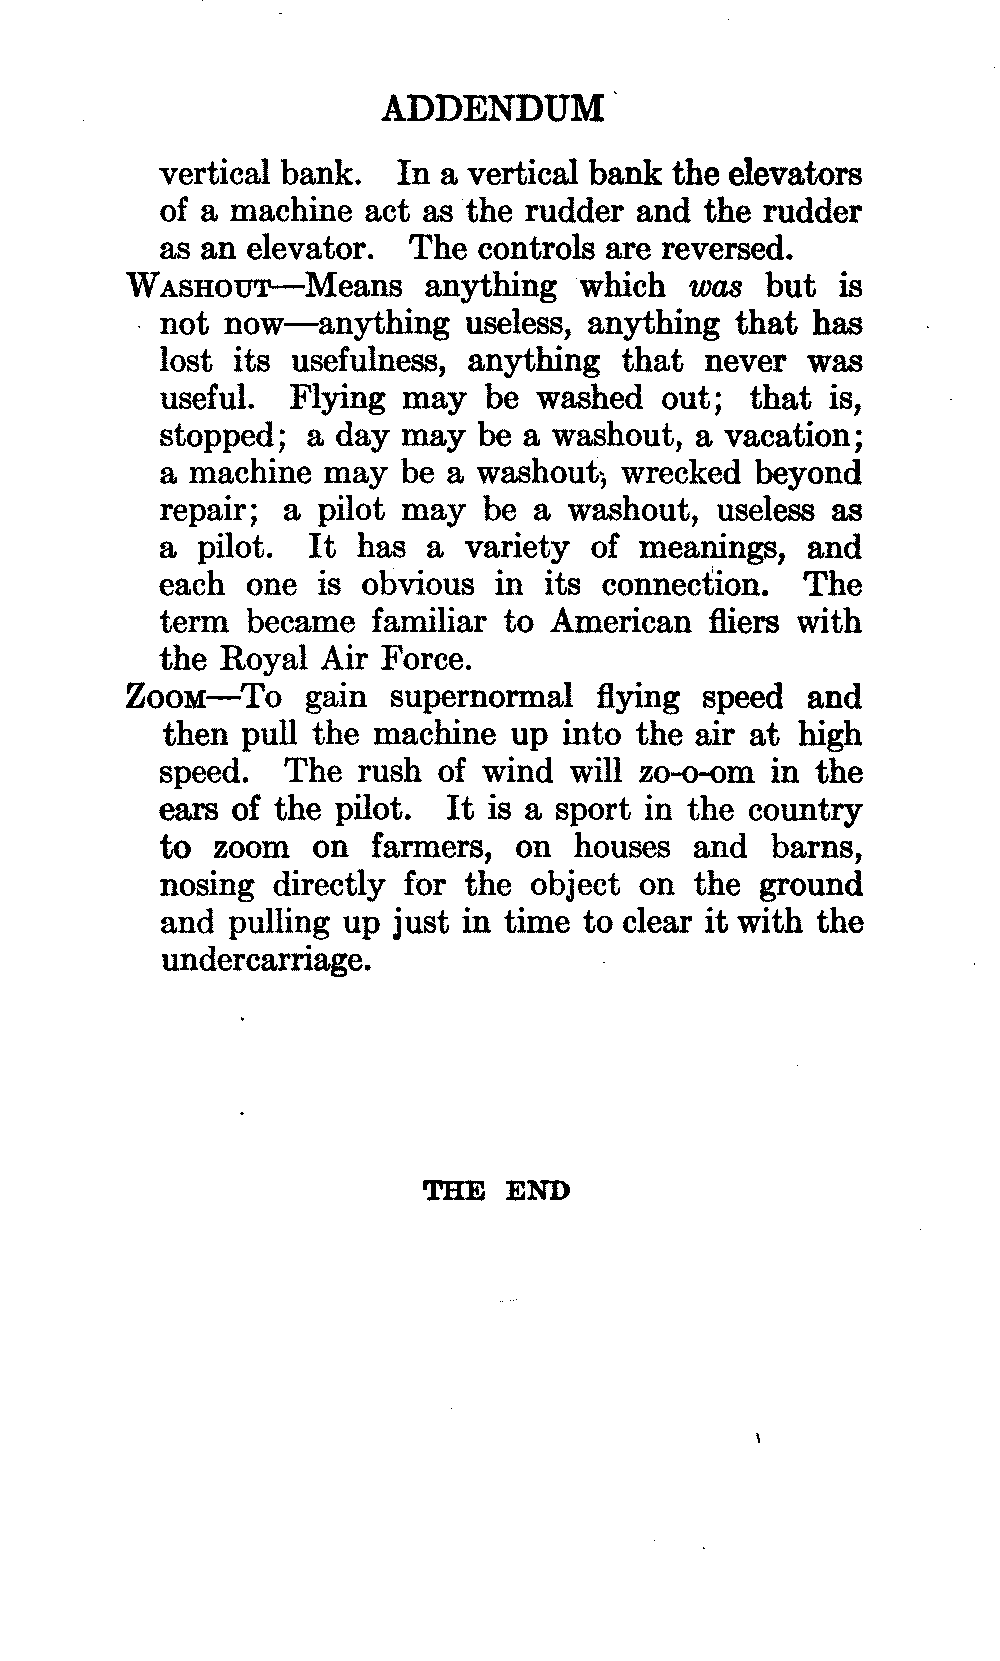 ADDENDUM
vertical bank. In a vertical bank the elevators
of a machine act as the rudder and the rudder
as an elevator. The controls are reversed.
WASHOUT—Means anything which was but is
not now—anything useless, anything that has
lost its usefulness, anything that never was
useful. Flying may be washed out; that is,
stopped; a day may be a washout, a vacation;
a machine may be a washout, wrecked beyond
repair; a pilot may be a washout, useless as
a pilot. It has a variety of meanings, and
each one is obvious in its connection. The
term became familiar to American fliers with
the Royal Air Force.
ZOOM—To gain supernormal flying speed and
then pull the machine up into the air at high
speed. The rush of wind will zo-o-om in the
ears of the pilot. It is a sport in the country
to zoom on farmers, on houses and barns,
nosing directly for the object on the ground
and pulling up just in time to clear it with the
undercarriage.
THE END